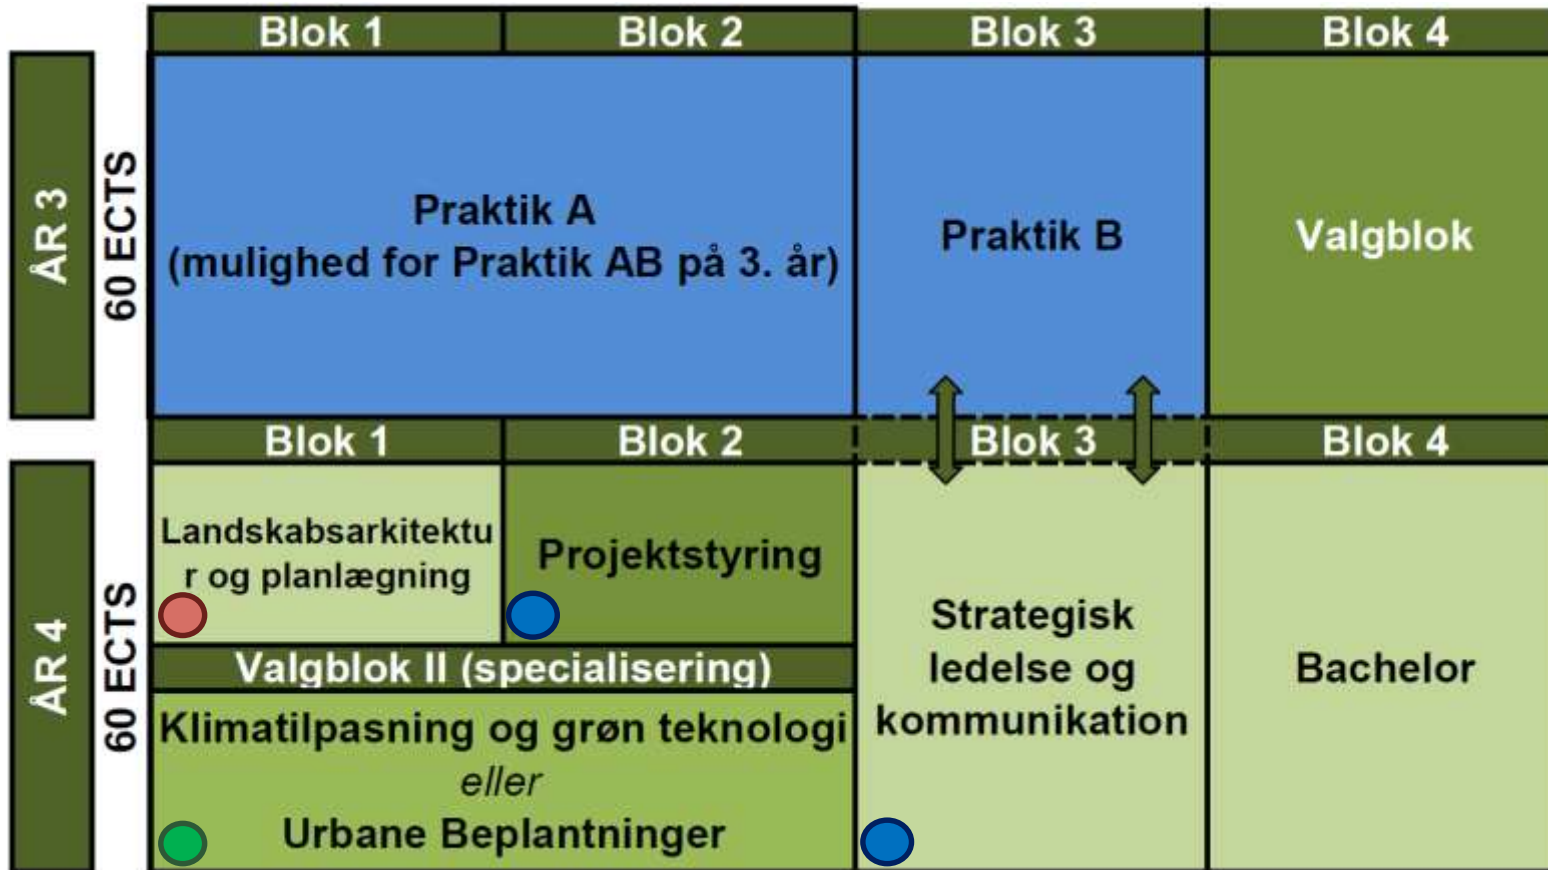 Blok 1
Blok 2
Blok 3
Blok 4
ÅR 3
60 ECTS
Praktik A
(mulighed for Praktik AB på 3. år)
Praktik B
Valgblok
Blok 1
Blok 2
Blok 3
Blok 4
ÅR 4
60 ECTS
Landskabsarkitektu
r og planlægning
Projektstyring
Valgblok II (specialisering)
Klimatilpasning og grøn teknologi
eller
Urbane Beplantninger
Strategisk
ledelse og
kommunikation
Bachelor